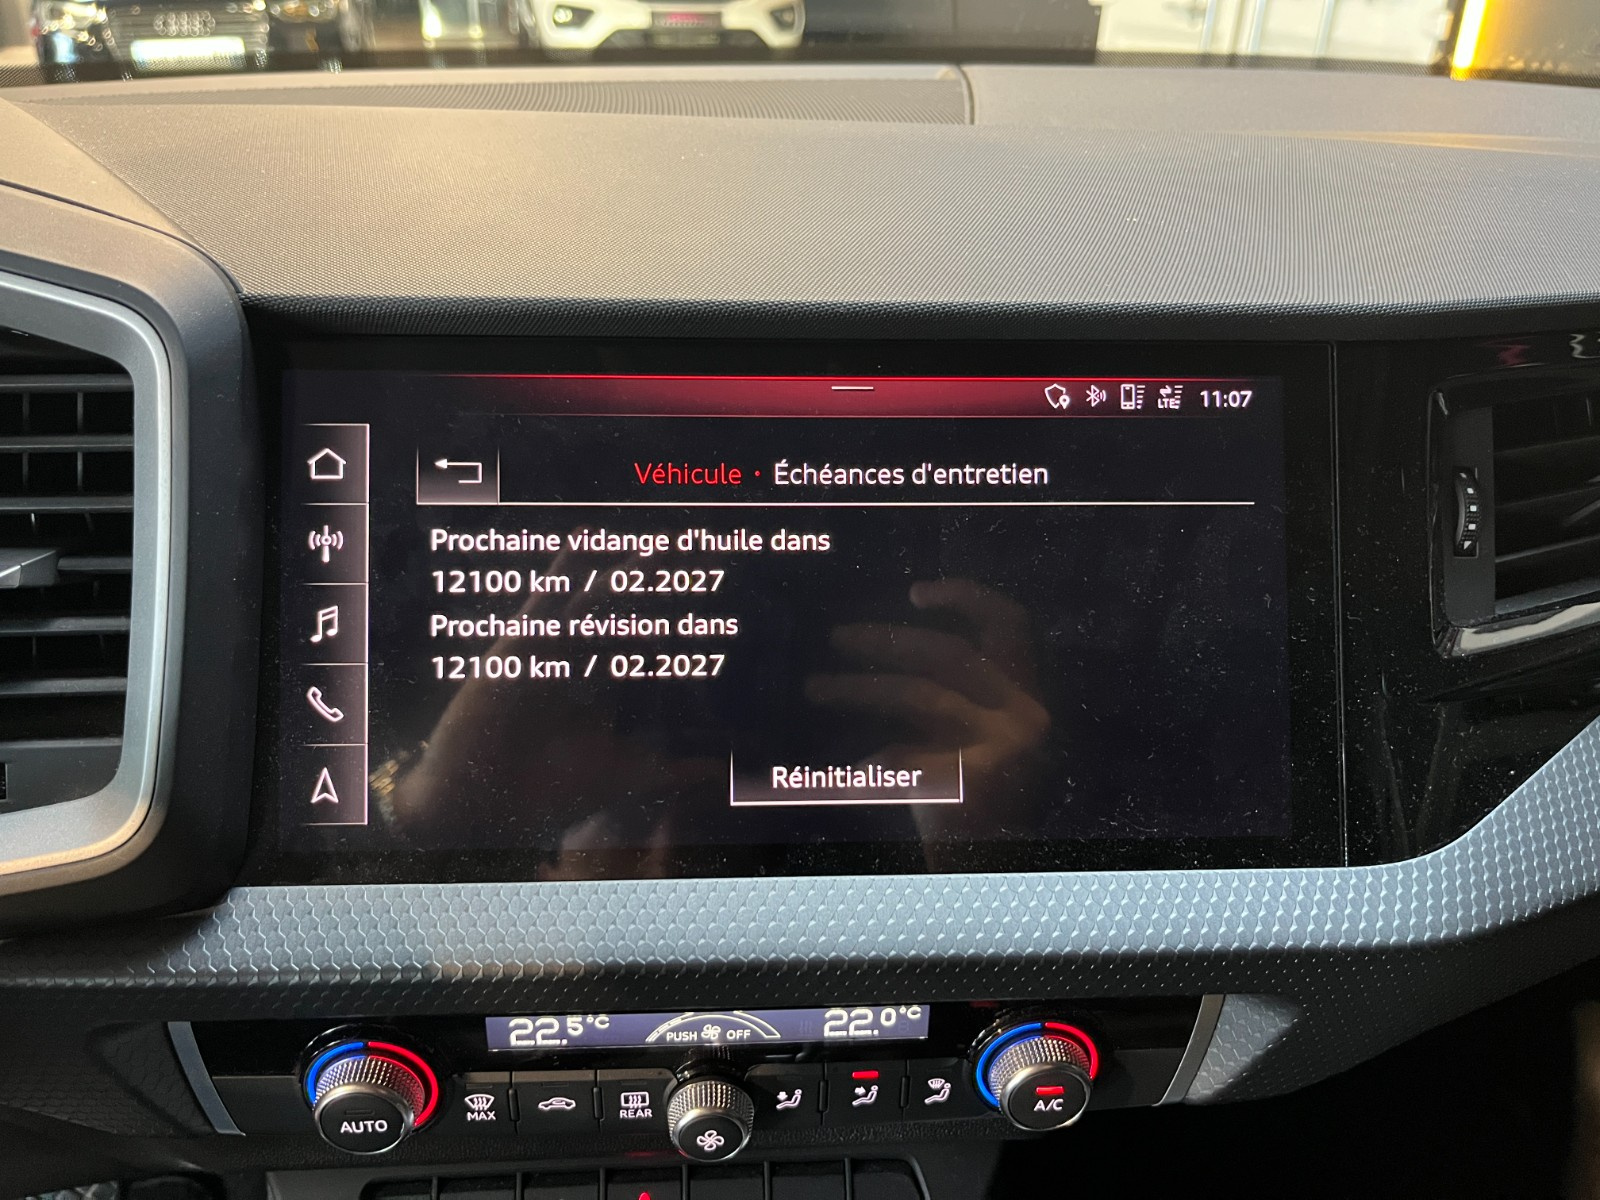 LTE 11:07
Véhicule · Échéances d'entretien
Prochaine vidange d'huile dans
12100 km / 02.2027
Prochaine révision dans
12100 km / 02.2027
Réinitialiser
22.5°C
PUSH OFF
22.0°C
AUTO
MAX
REAR
A/C